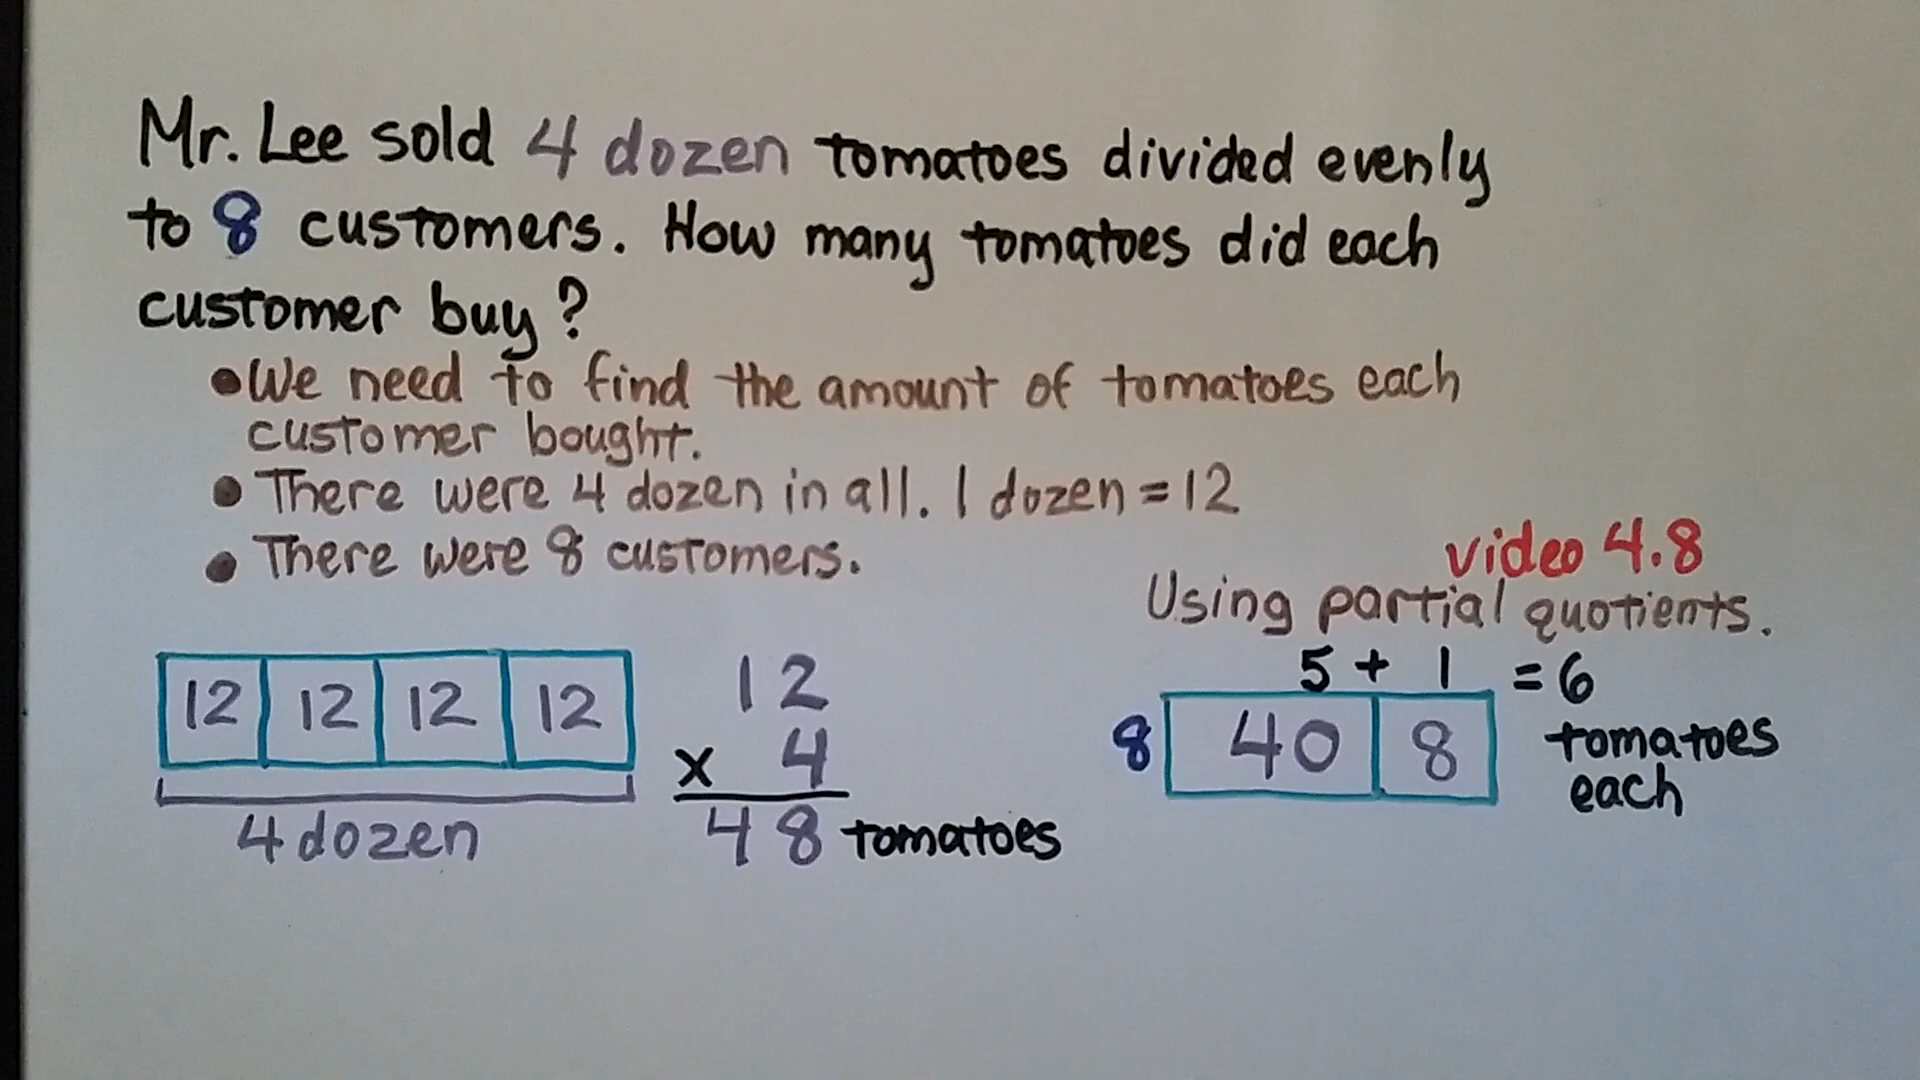 Mr. Lee sold 4 dozen tomatoes divided evenly
to 8 customers. How many tomatoes did each
customer buy?
•We need to find the amount of tomatoes each
customer bought.
• There were 4 dozen in all. 1 dozen = 12
• There were 8 customers.
video 4.8
Using partial quotients.
12 12 12 12
4 dozen
12
x 4
48 tomatoes
5 + 1 = 6
8 40 8 tomatoes
each